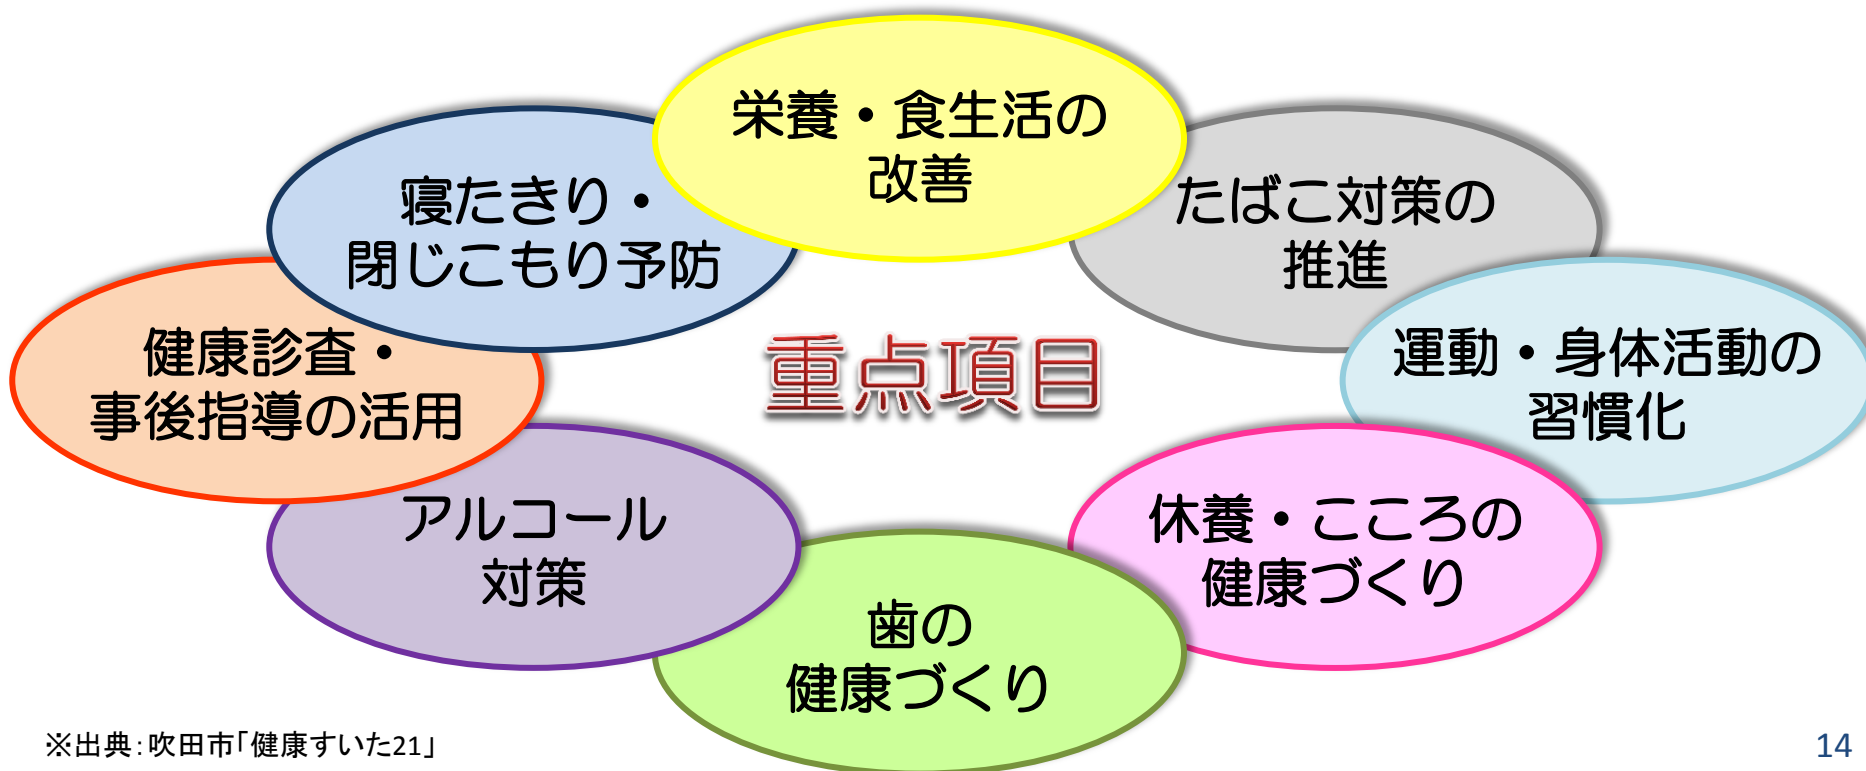 栄養・食生活の
改善
たばこ対策の
推進
運動・身体活動の
習慣化
休養・こころの
健康づくり
歯の
健康づくり
アルコール
対策
健康診査・
事後指導の活用
寝たきり・
閉じこもり予防
重点項目
※出典：吹田市「健康すいた21」
14